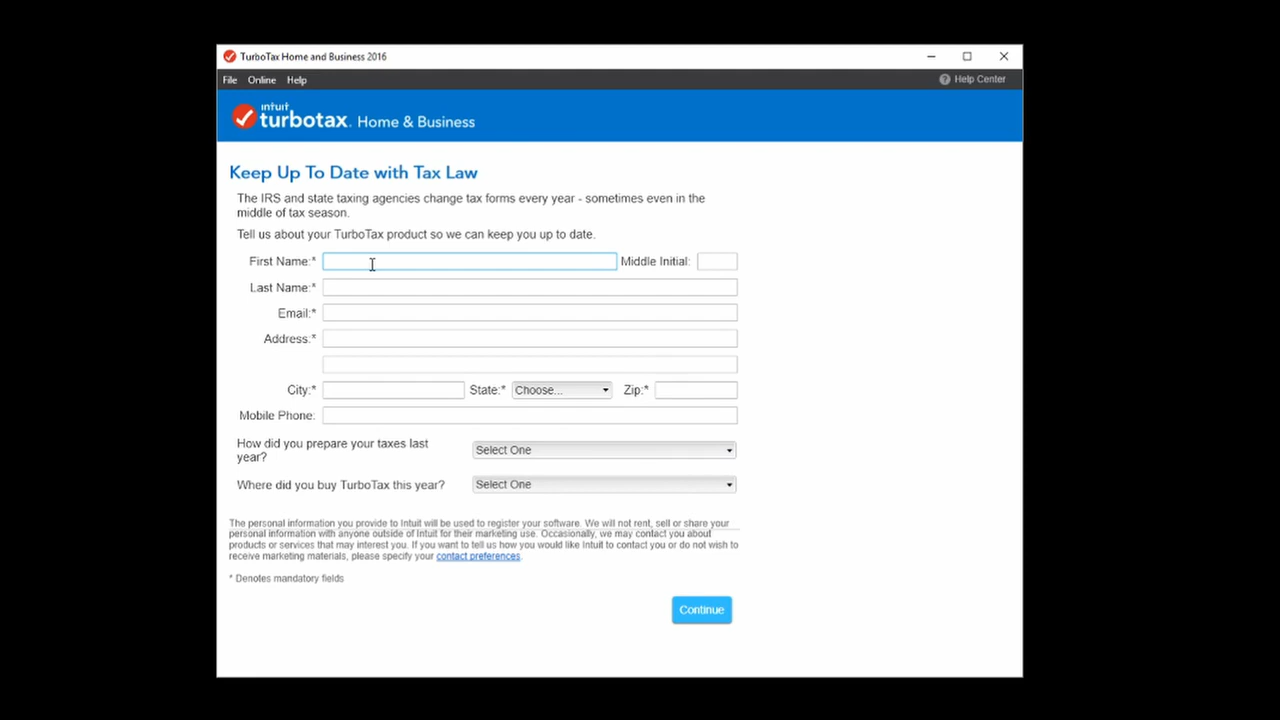 TurboTax Home and Business 2016
File Online Help Help Center
intuit
turbotax. Home & Business
Keep Up To Date with Tax Law
The IRS and state taxing agencies change tax forms every year - sometimes even in the
middle of tax season.
Tell us about your TurboTax product so we can keep you up to date.
First Name:* Middle Initial:
Last Name:*
Email:*
Address:*
City:* State:* Choose... Zip:*
Mobile Phone:
How did you prepare your taxes last
year? Select One
Where did you buy TurboTax this year? Select One
The personal information you provide to Intuit will be used to register your software. We will not rent, sell or share your
personal information with anyone outside of Intuit for their marketing use. Occasionally, we may contact you about
products or services that may interest you. If you want to tell us how you would like Intuit to contact you or do not wish to
receive marketing materials, please specify your contact preferences.
* Denotes mandatory fields
Continue